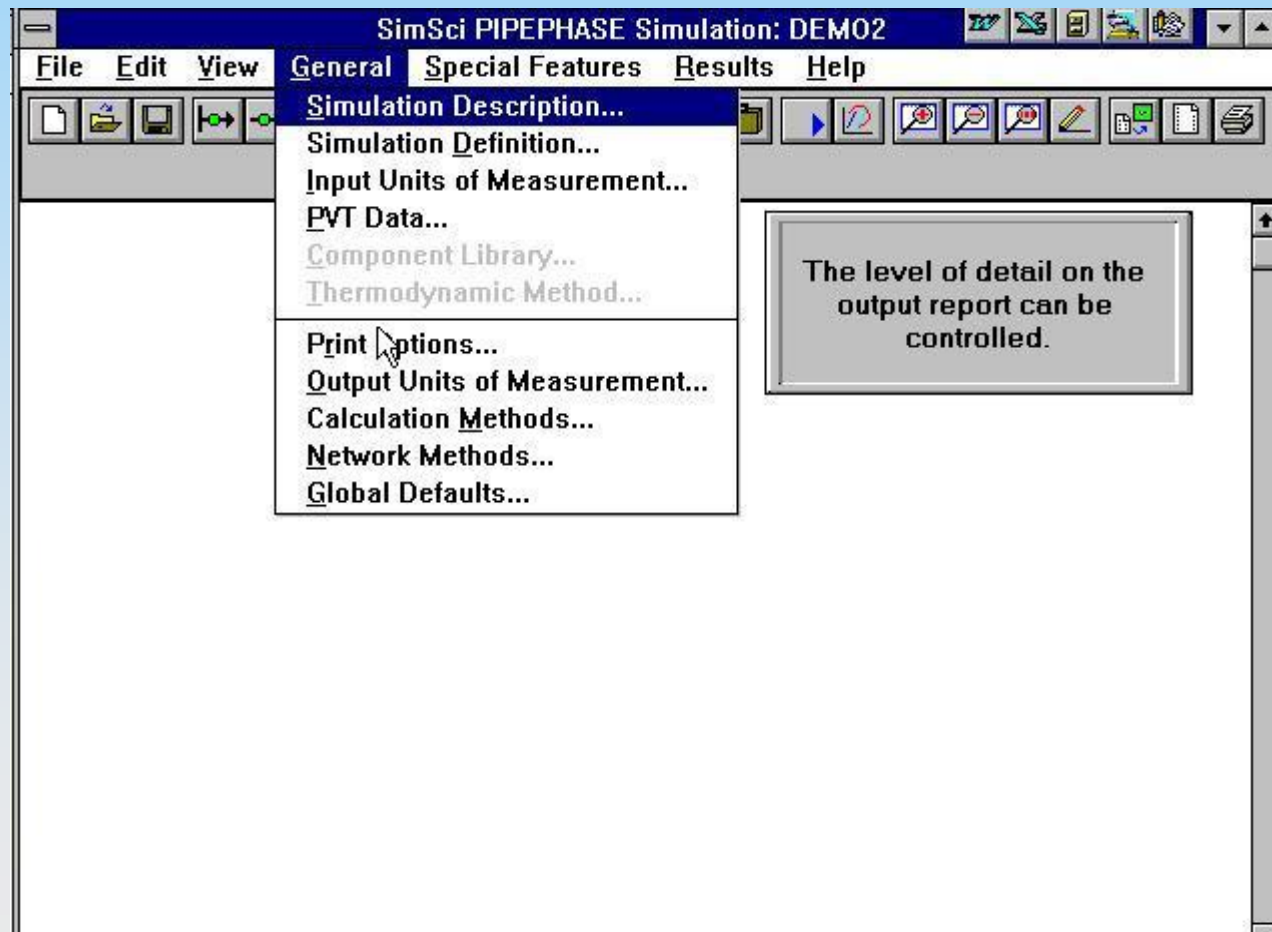 SimSci PIPEPHASE Simulation: DEMO2
File Edit View General Special Features Results Help
Simulation Description...
Simulation Definition...
Input Units of Measurement...
PVT Data...
Component Library...
Thermodynamic Method...
Print Options...
Output Units of Measurement...
Calculation Methods...
Network Methods...
Global Defaults...
The level of detail on the
output report can be
controlled.